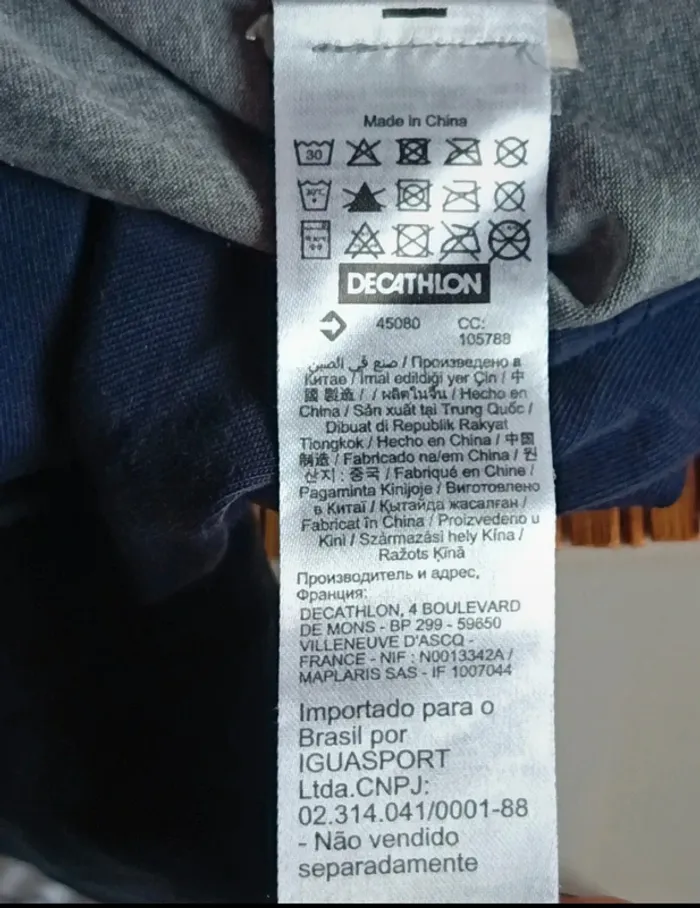 Made in China
30
30°C
DECATHLON
45080 CC:
105788
صنع في الصين / Произведено в
Китае / İmal edildiği yer Çin / 中
國 製造 / / ผลิตในจีน / Hecho en
China / Sản xuất tại Trung Quốc /
Dibuat di Republik Rakyat
Tiongkok / Hecho en China / 中国
制造 / Fabricado na/em China / 원
산지 : 중국 / Fabriqué en Chine /
Pagaminta Kinijoje / Виготовлено
в Китаї / Қытайда жасалған /
Fabricat în China / Proizvedeno u
Kini / Származási hely Kína /
Ražots Ķīnā
Производитель и адрес,
Франция:
DECATHLON, 4 BOULEVARD
DE MONS - BP 299 - 59650
VILLENEUVE D'ASCQ -
FRANCE - NIF : N0013342A /
MAPLARIS SAS - IF 1007044
Importado para o
Brasil por
IGUASPORT
Ltda.CNPJ:
02.314.041/0001-88
- Não vendido
separadamente